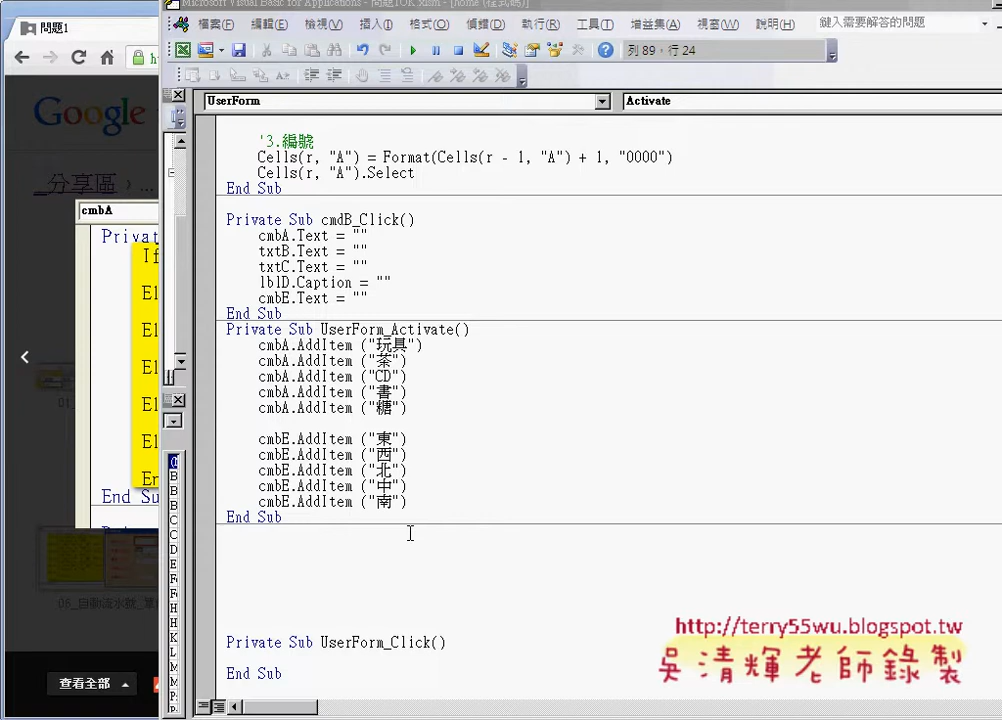 Microsoft Visual Basic for Applications - 問題1OK.xlsm - [home (程式碼)]
問題1
檔案(F) 編輯(E) 檢視(V) 插入(I) 格式(O) 偵錯(D) 執行(R) 工具(T) 增益集(A) 視窗(W) 說明(H) 鍵入需要解答的問題
列 89，行 24
UserForm Activate
Google
_分享區 › ...
cmbA
Privat
If
El
El
El
El
El
En
End Su
'3.編號
Cells(r, "A") = Format(Cells(r - 1, "A") + 1, "0000")
Cells(r, "A").Select
End Sub
Private Sub cmdB_Click()
cmbA.Text = ""
txtB.Text = ""
txtC.Text = ""
lblD.Caption = ""
cmbE.Text = ""
End Sub
Private Sub UserForm_Activate()
cmbA.AddItem ("玩具")
cmbA.AddItem ("茶")
cmbA.AddItem ("CD")
cmbA.AddItem ("書")
cmbA.AddItem ("糖")
cmbE.AddItem ("東")
cmbE.AddItem ("西")
cmbE.AddItem ("北")
cmbE.AddItem ("中")
cmbE.AddItem ("南")
End Sub
Private Sub UserForm_Click()
End Sub
查看全部
http://terry55wu.blogspot.tw
吳清輝老師錄製